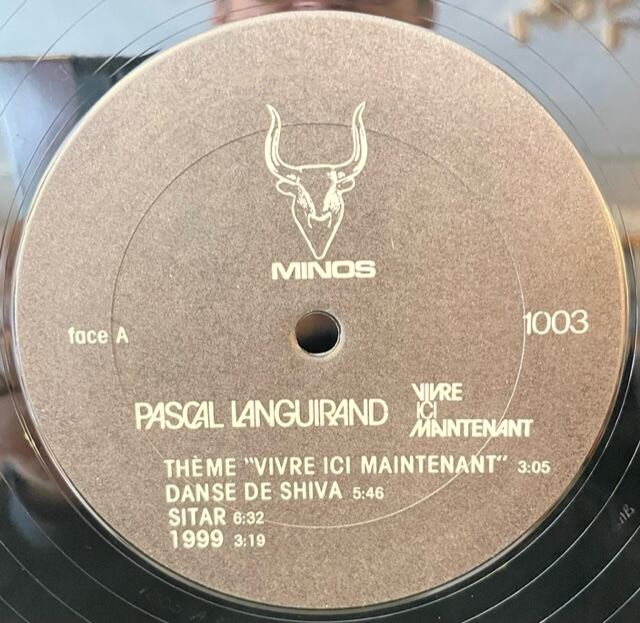 MINOS
face A
1003
PASCAL LANGUIRAND
VIVRE
ICI
MAINTENANT
THÈME "VIVRE ICI MAINTENANT" 3:05
DANSE DE SHIVA 5:46
SITAR 6:32
1999 3:19